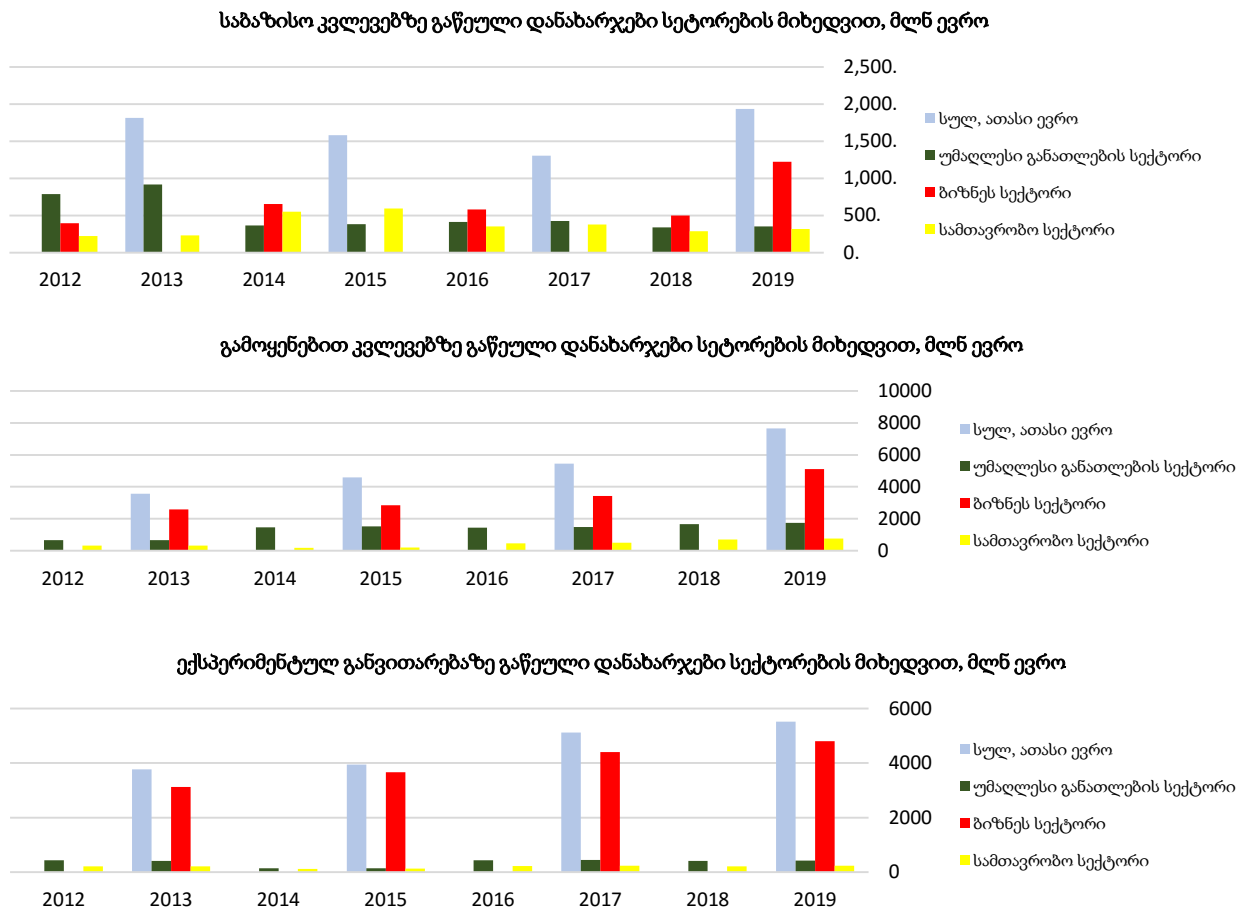 საბაზისო კვლევებზე გაწეული დანახარჯები სეტორების მიხედვით, მლნ ევრო
2,500.
2,000.
1,500.
1,000.
500.
0.
2012 2013 2014 2015 2016 2017 2018 2019
სულ, ათასი ევრო
უმაღლესი განათლების სექტორი
ბიზნეს სექტორი
სამთავრობო სექტორი
გამოყენებით კვლევებზე გაწეული დანახარჯები სეტორების მიხედვით, მლნ ევრო
10000
8000
6000
4000
2000
0
2012 2013 2014 2015 2016 2017 2018 2019
სულ, ათასი ევრო
უმაღლესი განათლების სექტორი
ბიზნეს სექტორი
სამთავრობო სექტორი
ექსპერიმენტულ განვითარებაზე გაწეული დანახარჯები სექტორების მიხედვით, მლნ ევრო
6000
4000
2000
0
2012 2013 2014 2015 2016 2017 2018 2019
სულ, ათასი ევრო
უმაღლესი განათლების სექტორი
ბიზნეს სექტორი
სამთავრობო სექტორი